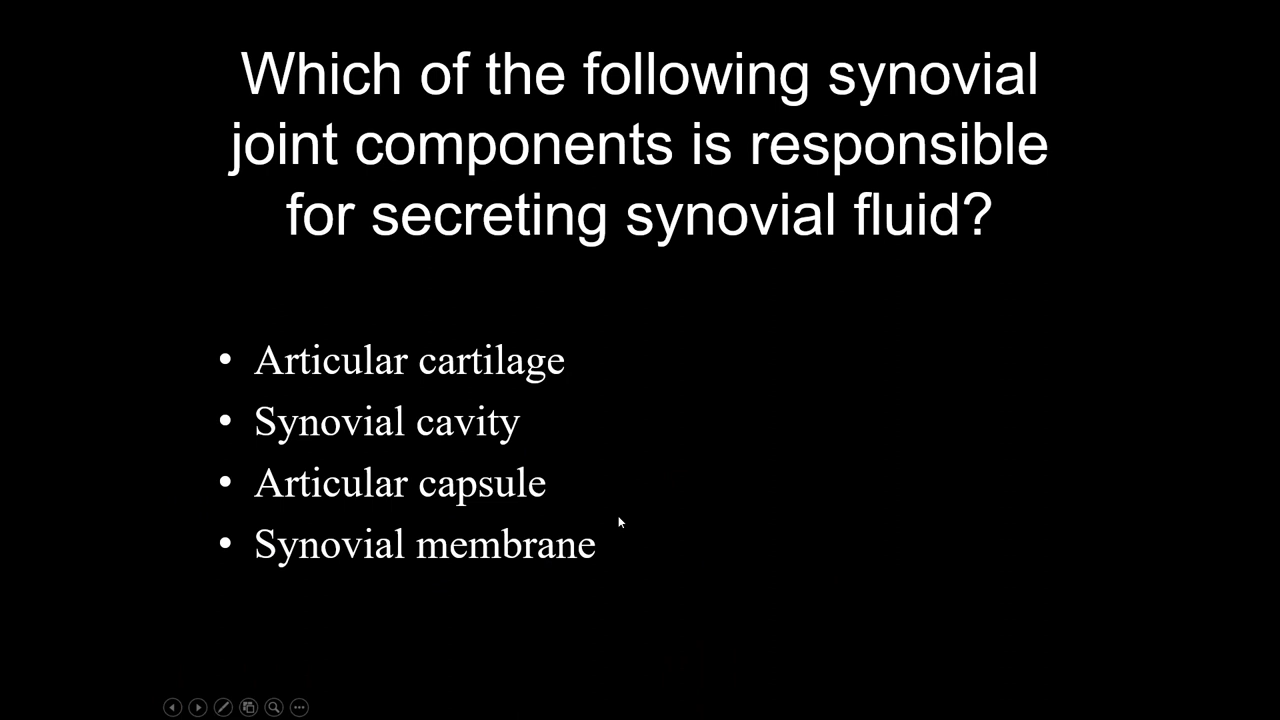 Which of the following synovial
joint components is responsible
for secreting synovial fluid?
• Articular cartilage
• Synovial cavity
• Articular capsule
• Synovial membrane